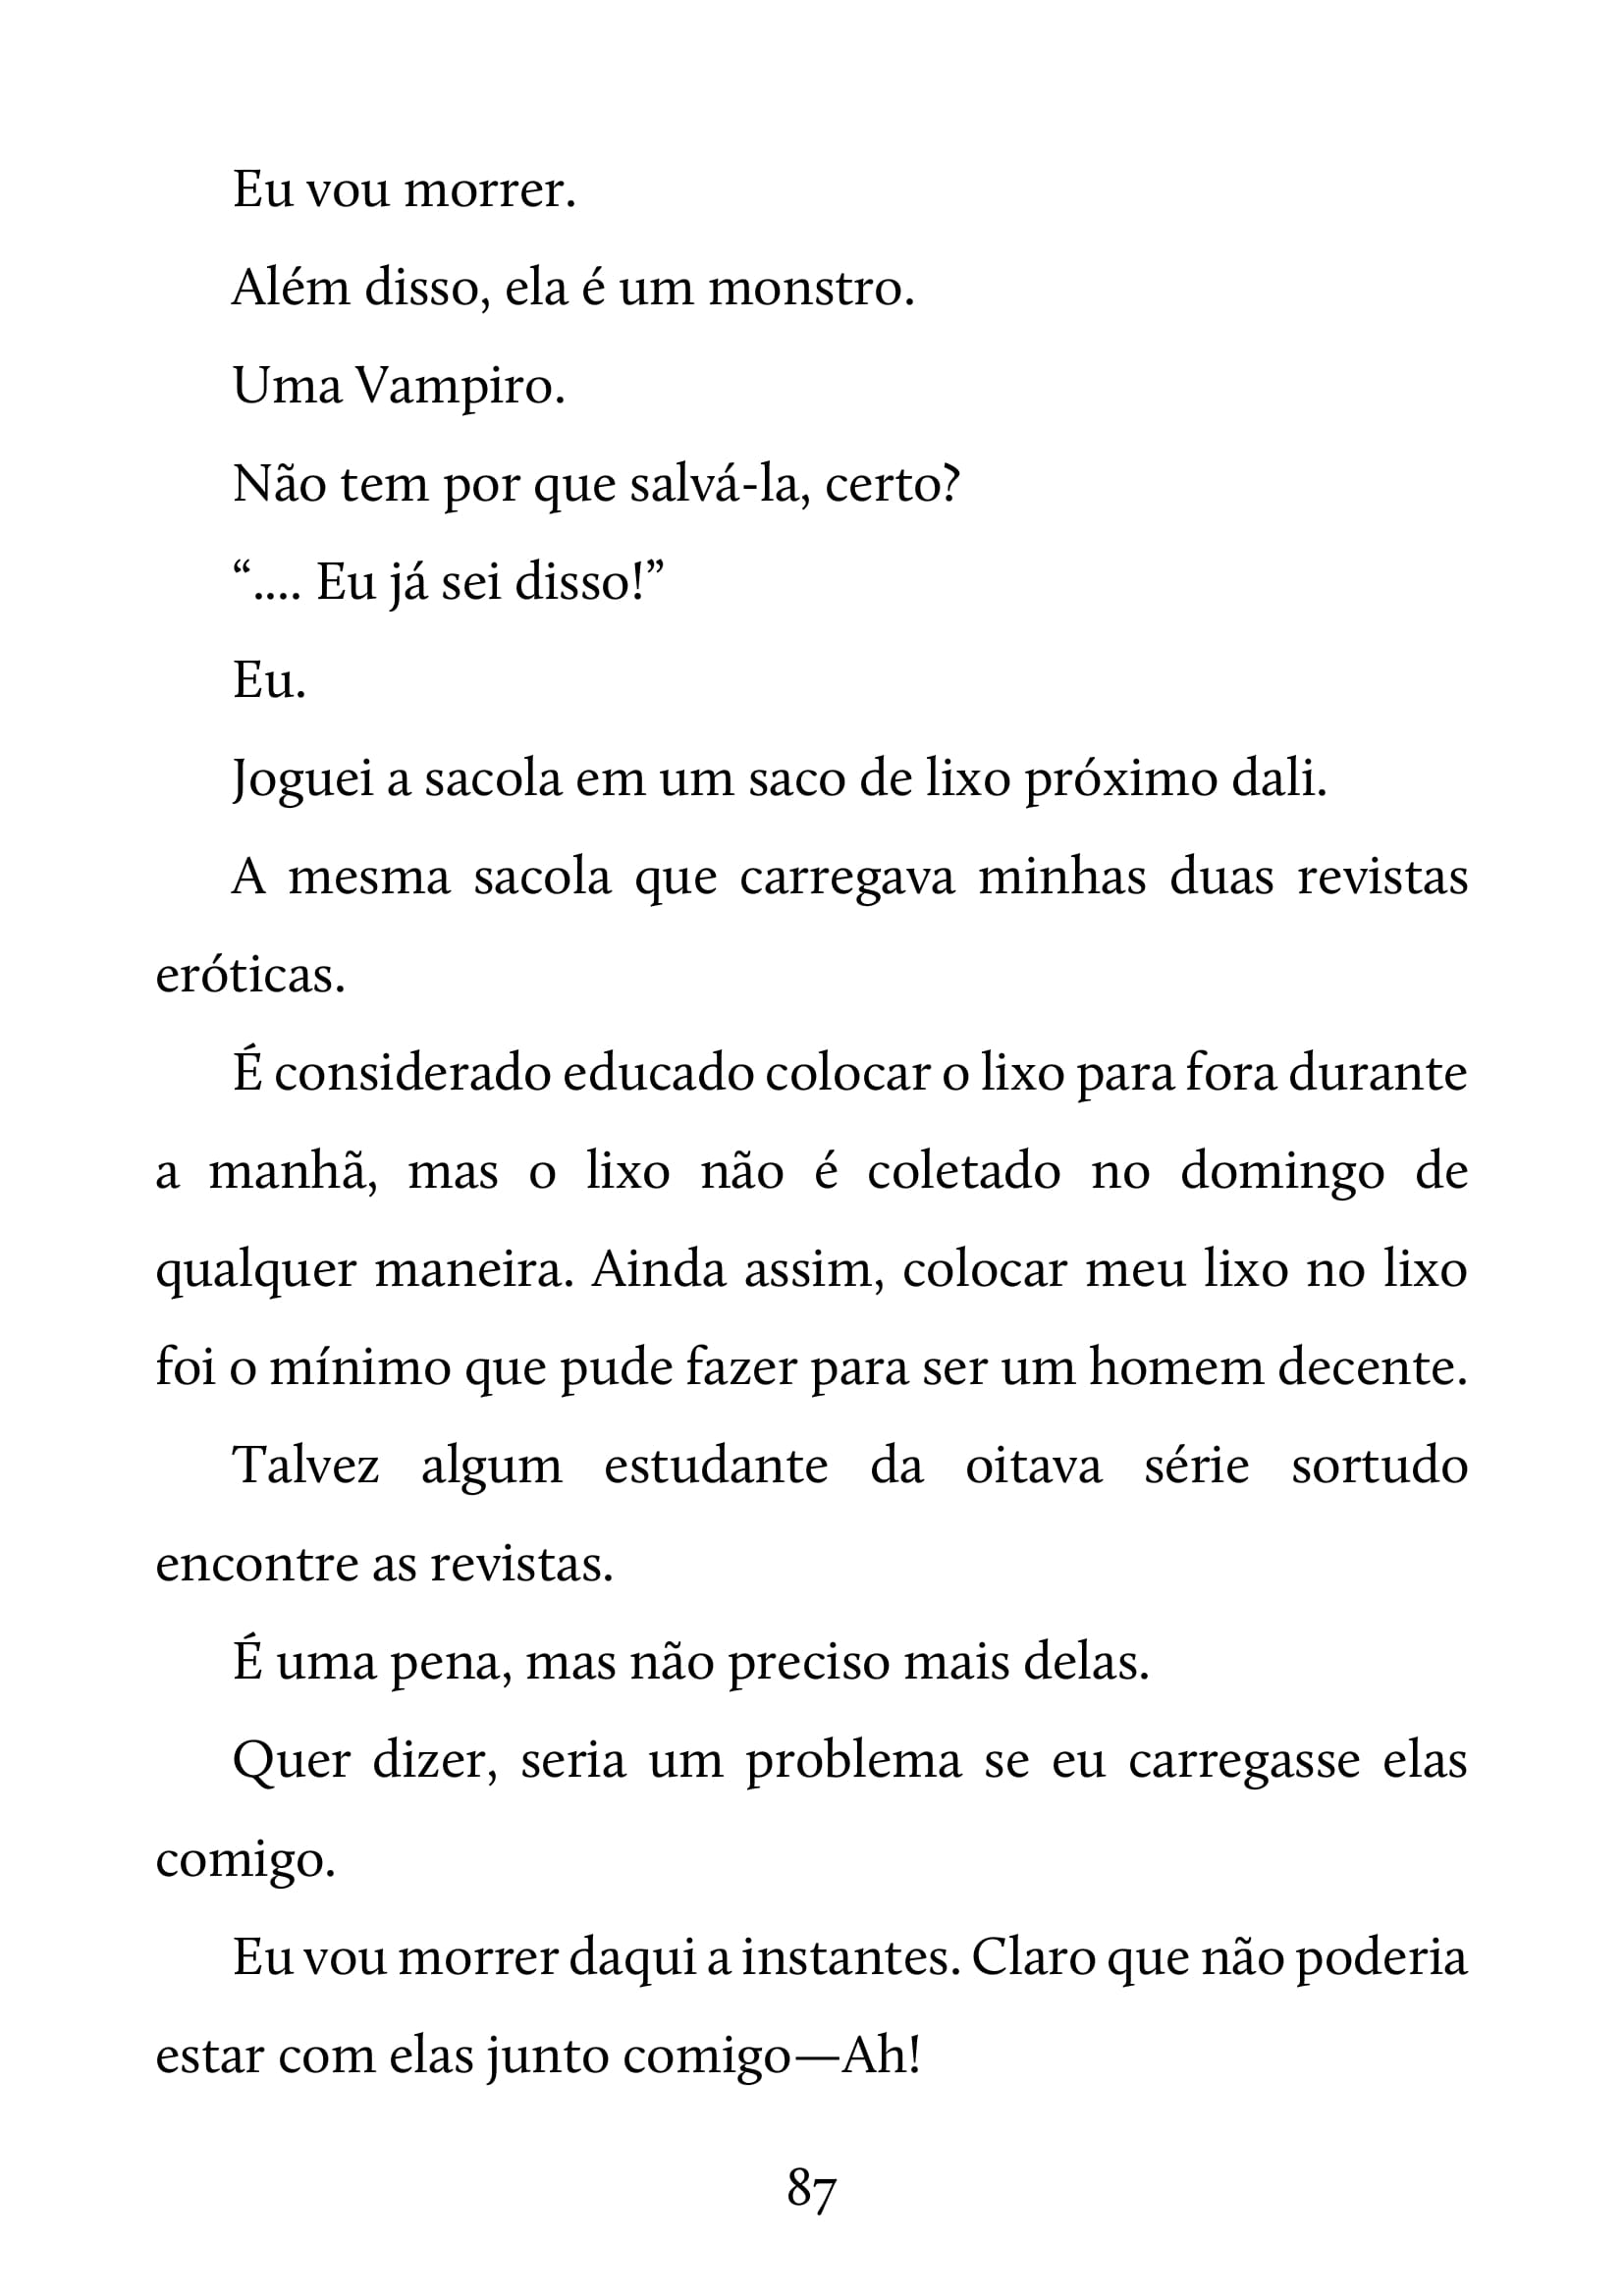 Eu vou morrer.
Além disso, ela é um monstro.
Uma Vampiro.
Não tem por que salvá-la, certo?
“.... Eu já sei disso!”
Eu.
Joguei a sacola em um saco de lixo próximo dali.
A mesma sacola que carregava minhas duas revistas
eróticas.
É considerado educado colocar o lixo para fora durante
a manhã, mas o lixo não é coletado no domingo de
qualquer maneira. Ainda assim, colocar meu lixo no lixo
foi o mínimo que pude fazer para ser um homem decente.
Talvez algum estudante da oitava série sortudo
encontre as revistas.
É uma pena, mas não preciso mais delas.
Quer dizer, seria um problema se eu carregasse elas
comigo.
Eu vou morrer daqui a instantes. Claro que não poderia
estar com elas junto comigo—Ah!
87